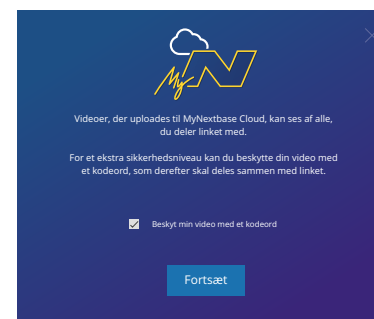 My N
Videoer, der uploades til MyNextbase Cloud, kan ses af alle,
du deler linket med.
For et ekstra sikkerhedsniveau kan du beskytte din video med
et kodeord, som derefter skal deles sammen med linket.
Beskyt min video med et kodeord
Fortsæt